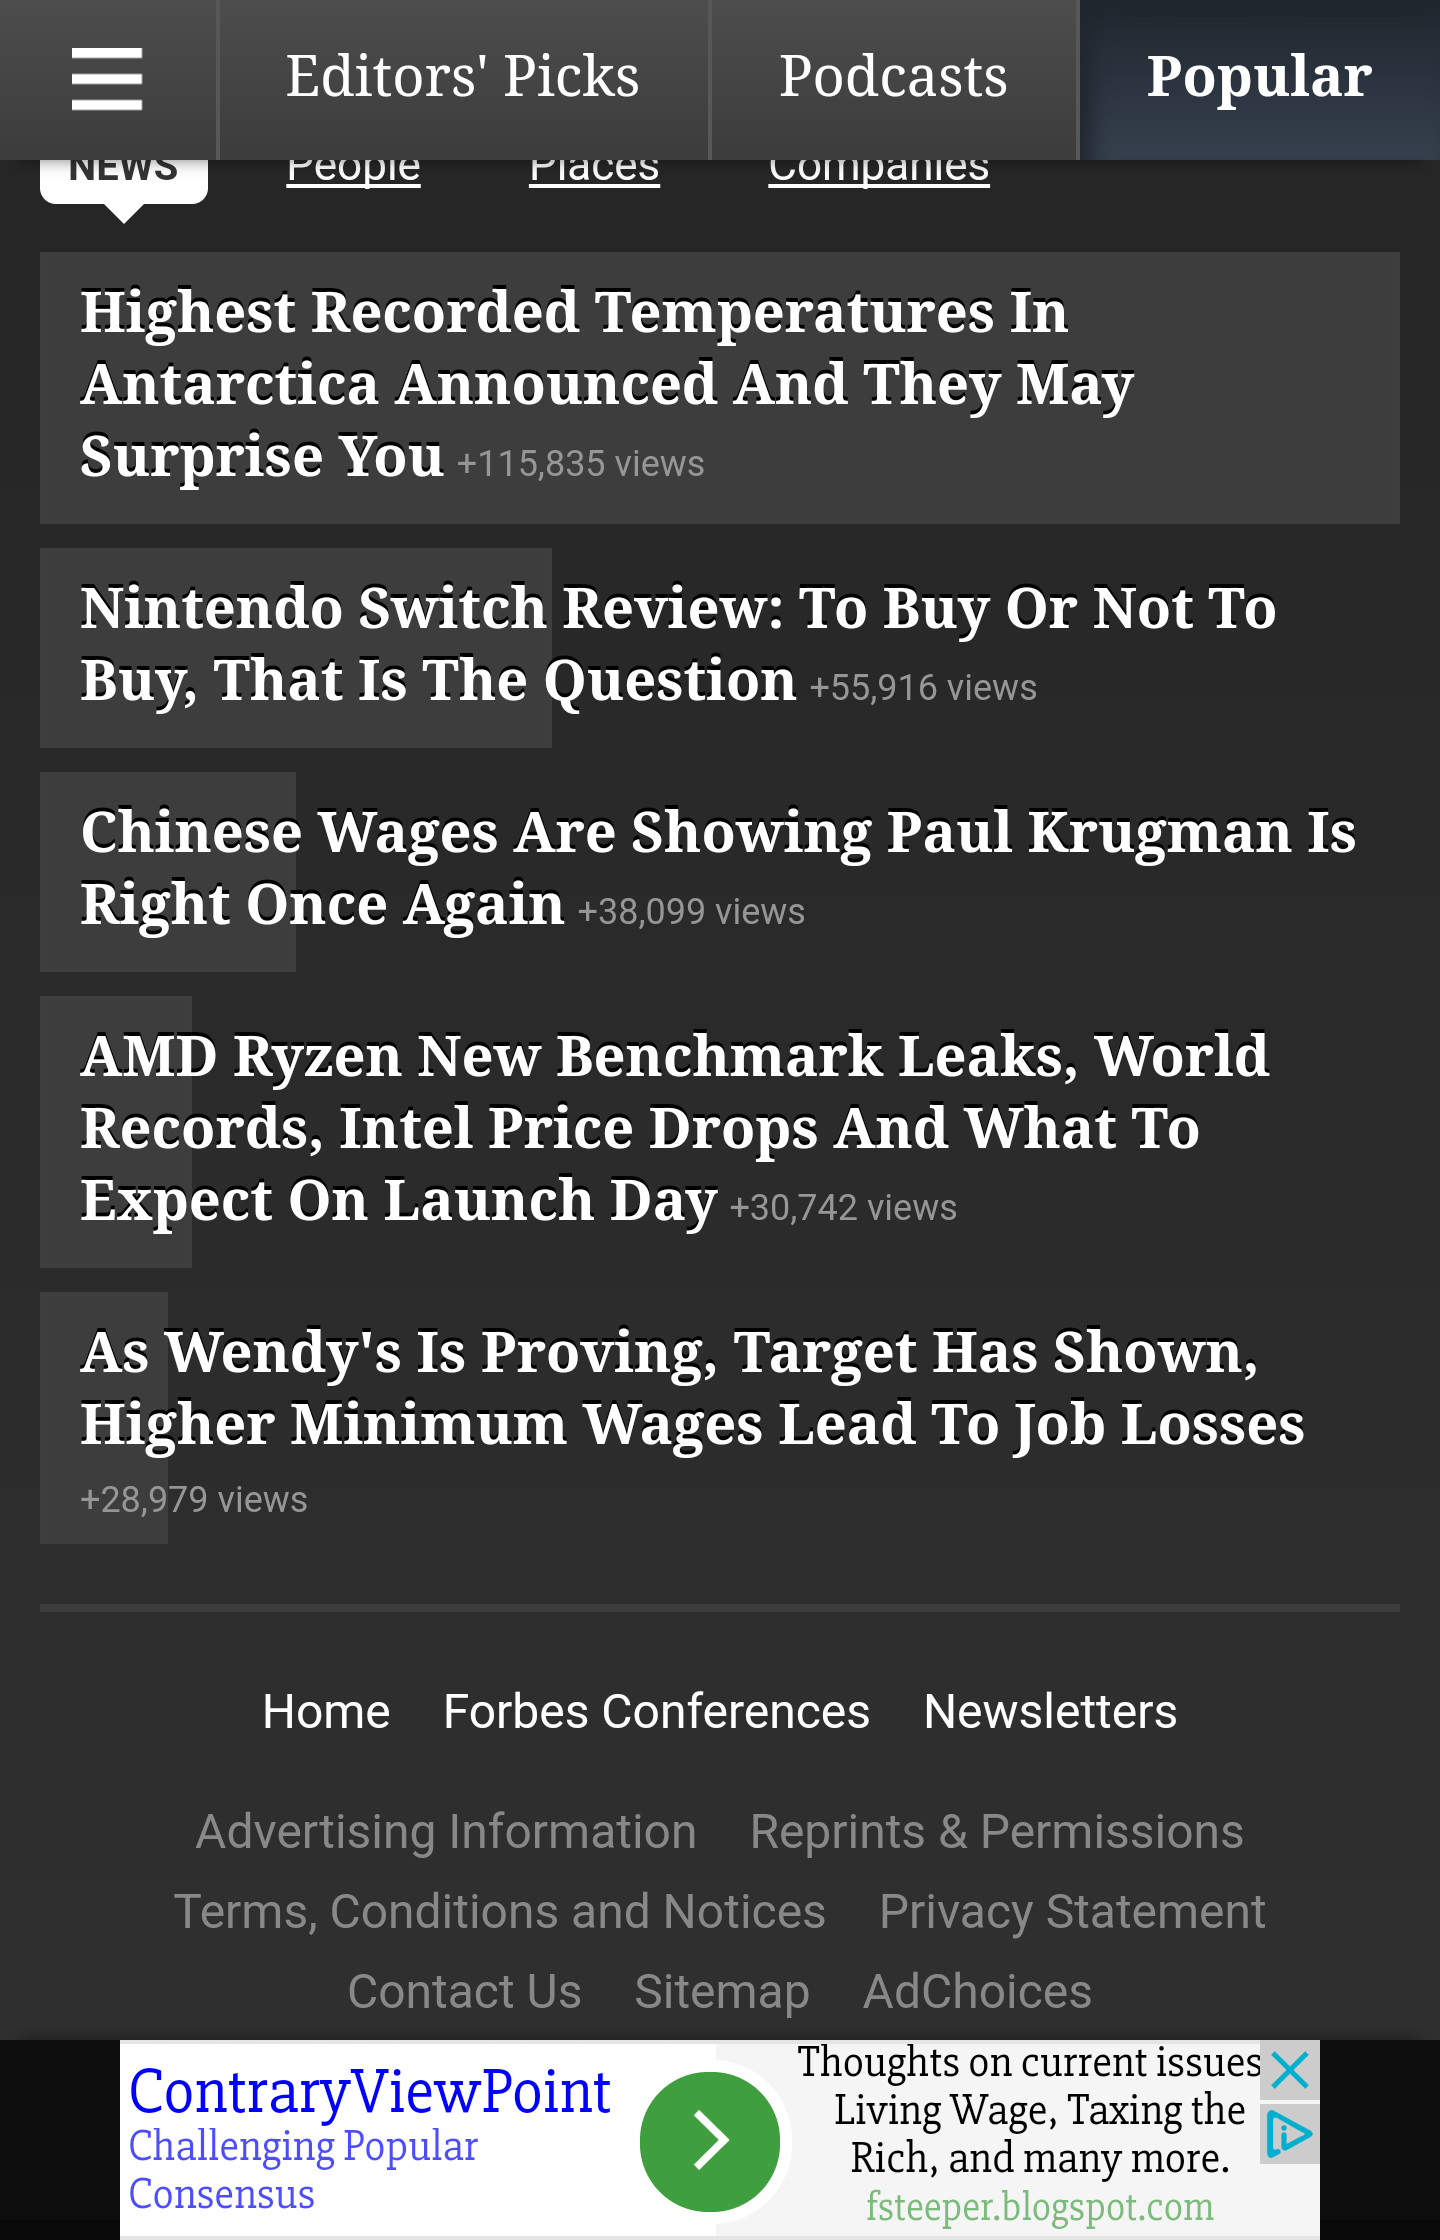 Editors' Picks Podcasts Popular
NEWS People Places Companies
Highest Recorded Temperatures In
Antarctica Announced And They May
Surprise You +115,835 views
Nintendo Switch Review: To Buy Or Not To
Buy, That Is The Question +55,916 views
Chinese Wages Are Showing Paul Krugman Is
Right Once Again +38,099 views
AMD Ryzen New Benchmark Leaks, World
Records, Intel Price Drops And What To
Expect On Launch Day +30,742 views
As Wendy's Is Proving, Target Has Shown,
Higher Minimum Wages Lead To Job Losses
+28,979 views
Home Forbes Conferences Newsletters
Advertising Information Reprints & Permissions
Terms, Conditions and Notices Privacy Statement
Contact Us Sitemap AdChoices
ContraryViewPoint
Challenging Popular
Consensus
Thoughts on current issues
Living Wage, Taxing the
Rich, and many more.
fsteeper.blogspot.com